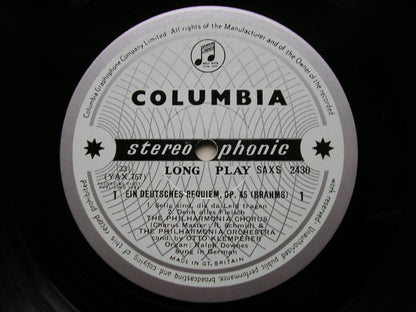 Columbia Graphophone Company Limited. All rights of the Manufacturer and of the Owner of the recorded
work reserved. Unauthorised public performance, broadcasting and copying of this record prohibited
COLUMBIA
stereophonic
LONG PLAY SAXS 2430
33
(YAX.757)
1 EIN DEUTSCHES REQUIEM, OP. 45 (BRAHMS) 1
1. Selig sind, die da Leid tragen
2. Denn alles Fleisch
THE PHILHARMONIA CHORUS
(Chorus Master: R. Schmidt) &
THE PHILHARMONIA ORCHESTRA
cond. by OTTO KLEMPERER
Organ: Ralph Downes
Sung in German
MADE IN GT. BRITAIN